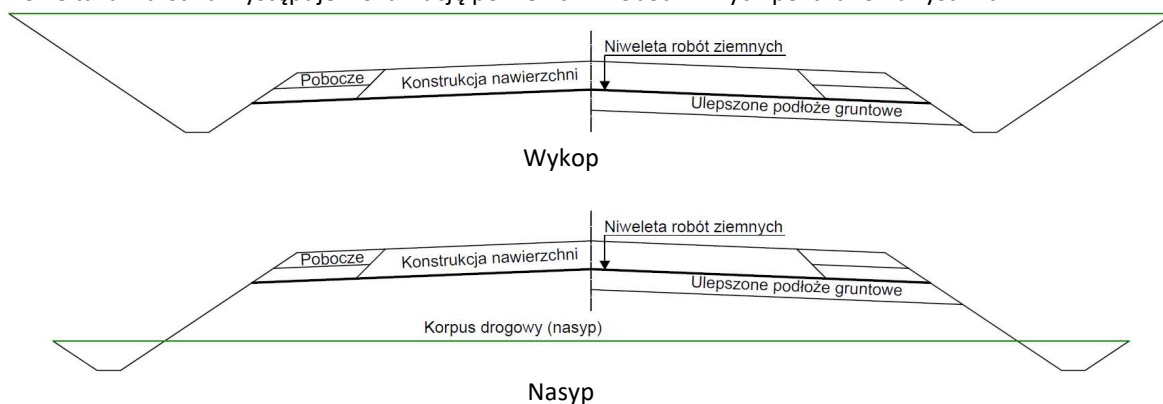 Niweleta robót ziemnych
Pobocze
Konstrukcja nawierzchni
Ulepszone podłoże gruntowe
Wykop
Niweleta robót ziemnych
Pobocze
Konstrukcja nawierzchni
Ulepszone podłoże gruntowe
Korpus drogowy (nasyp)
Nasyp